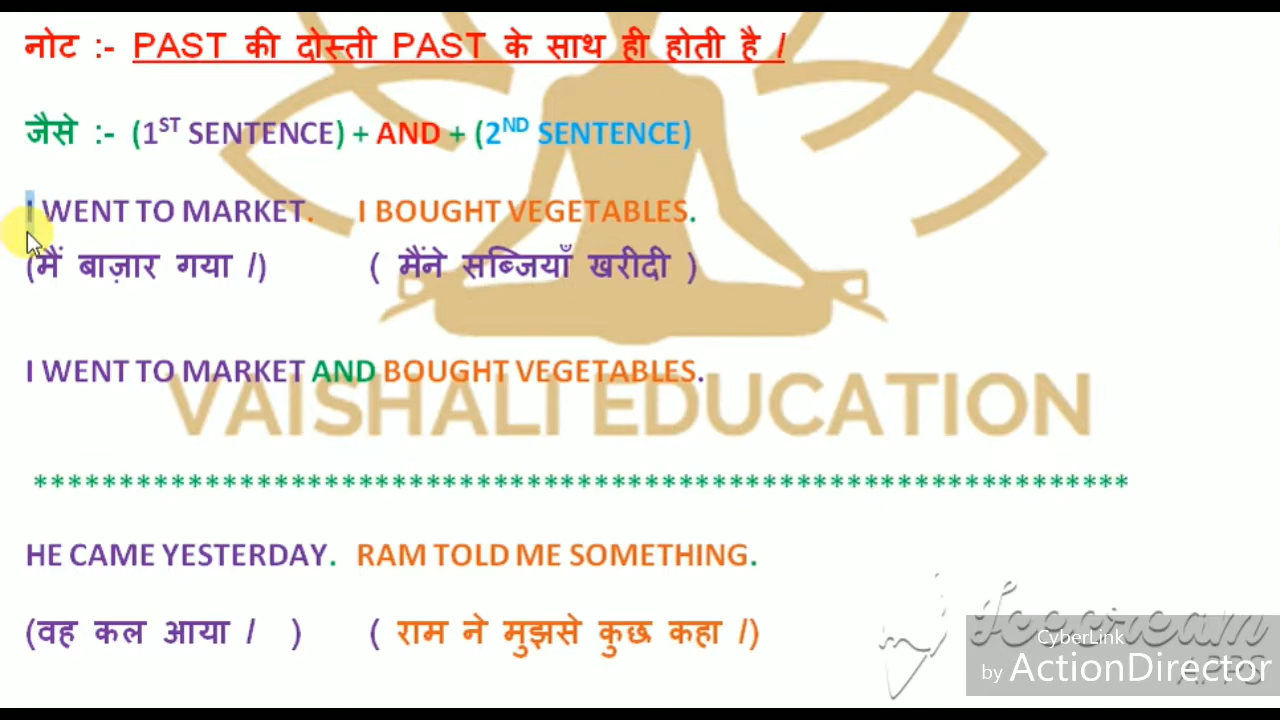 नोट :- PAST की दोस्ती PAST के साथ ही होती है /
जैसे :- (1ST SENTENCE) + AND + (2ND SENTENCE)
I WENT TO MARKET. I BOUGHT VEGETABLES.
(मैं बाज़ार गया /) ( मैंने सब्जियाँ खरीदी )
I WENT TO MARKET AND BOUGHT VEGETABLES.
VAISHALI EDUCATION
********************************************************************
HE CAME YESTERDAY. RAM TOLD ME SOMETHING.
(वह कल आया / ) ( राम ने मुझसे कुछ कहा /)
Icecream
APPS
CyberLink
by ActionDirector